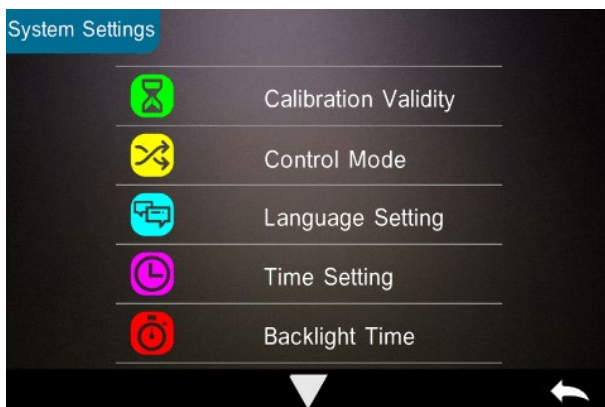 System Settings
Calibration Validity
Control Mode
Language Setting
Time Setting
Backlight Time